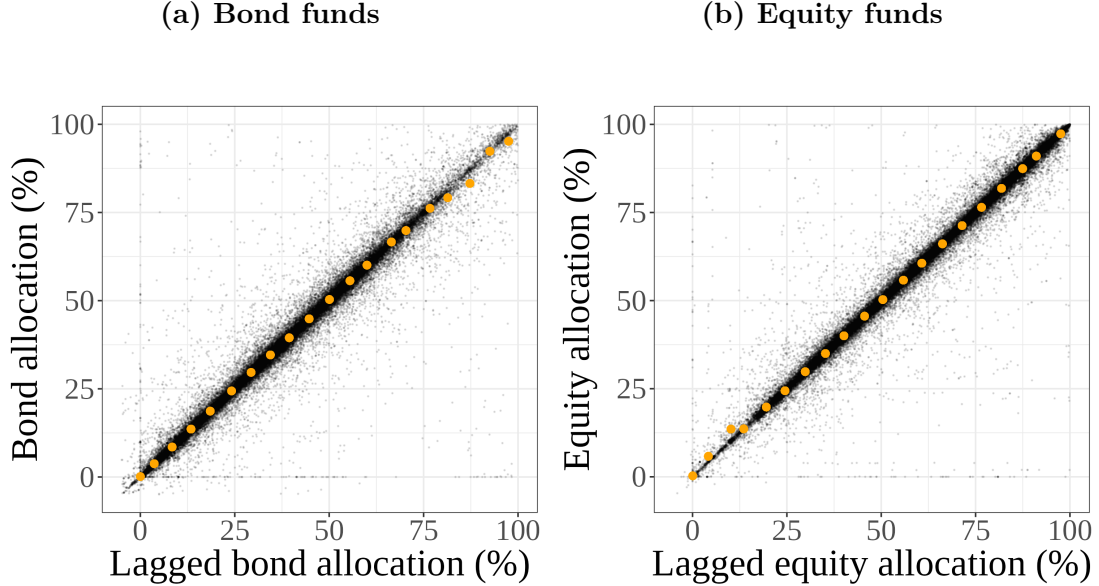 (a) Bond funds
Bond allocation (%)
100
75
50
25
0
0 25 50 75 100
Lagged bond allocation (%)
(b) Equity funds
Equity allocation (%)
100
75
50
25
0
0 25 50 75 100
Lagged equity allocation (%)